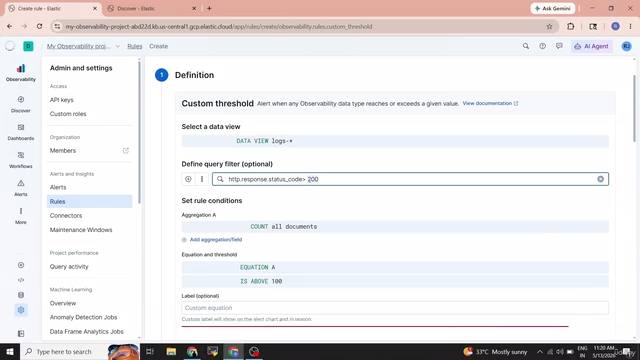 Create rule - Elastic
Discover - Elastic
Ask Gemini
my-observability-project-abd22d.kb.us-central1.gcp.elastic.cloud/app/rules/create/observability.rules.custom_threshold
D
My Observability proj...
Rules
Create
AI Agent
RJ
Observability
Discover
Dashboards
Workflows
Alerts
More
Admin and settings
Access
API keys
Custom roles
Organization
Members
Alerts and Insights
Alerts
Rules
Connectors
Maintenance Windows
Project performance
Query activity
Machine Learning
Overview
Anomaly Detection Jobs
Data Frame Analytics Jobs
1
Definition
Custom threshold Alert when any Observability data type reaches or exceeds a given value. View documentation
Select a data view
DATA VIEW logs-*
Define query filter (optional)
http.response.status_code> 200
Set rule conditions
Aggregation A
COUNT all documents
Add aggregation/field
Equation and threshold
EQUATION A
IS ABOVE 100
Label (optional)
Custom equation
Custom label will show on the alert chart and in reason
Type here to search
33°C Mostly sunny
ENG
IN
11:20 AM
5/13/2026